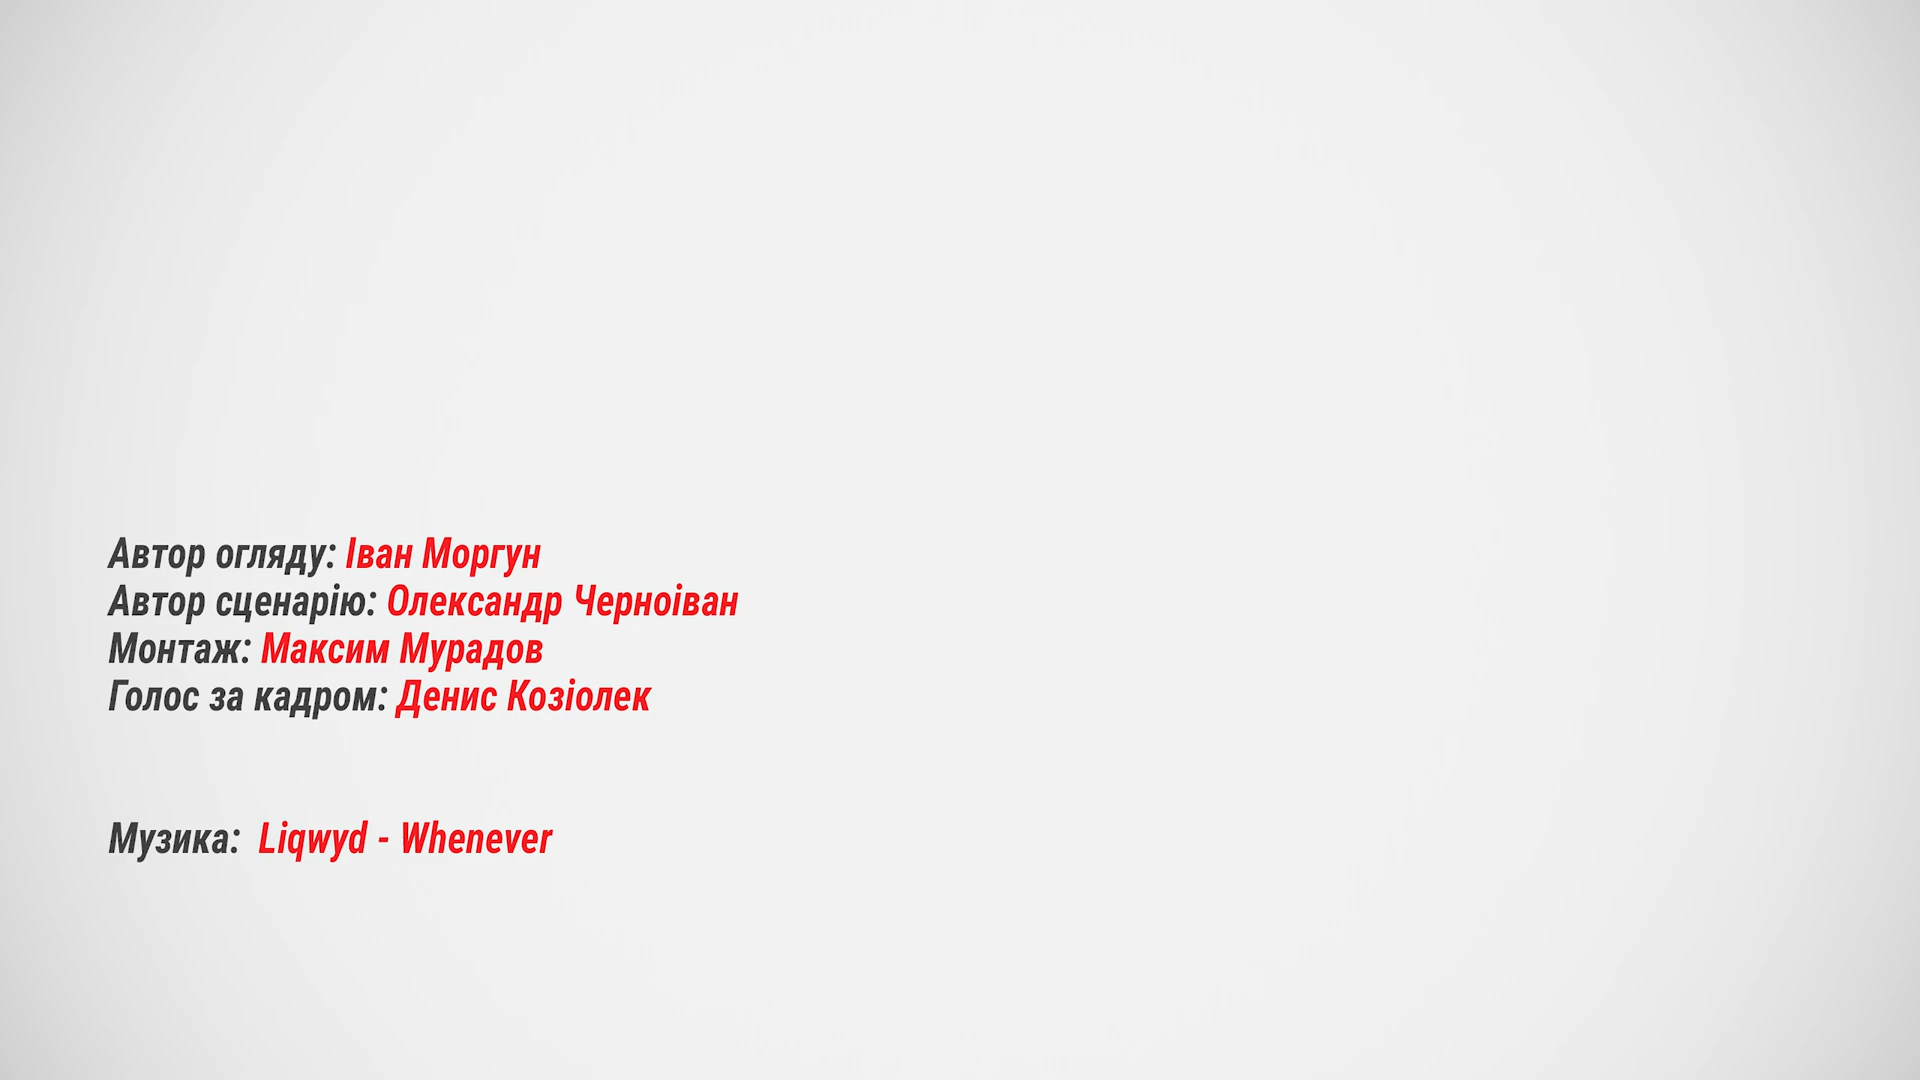 Автор огляду: Іван Моргун
Автор сценарію: Олександр Черноіван
Монтаж: Максим Мурадов
Голос за кадром: Денис Козіолек
Музика: Liqwyd - Whenever